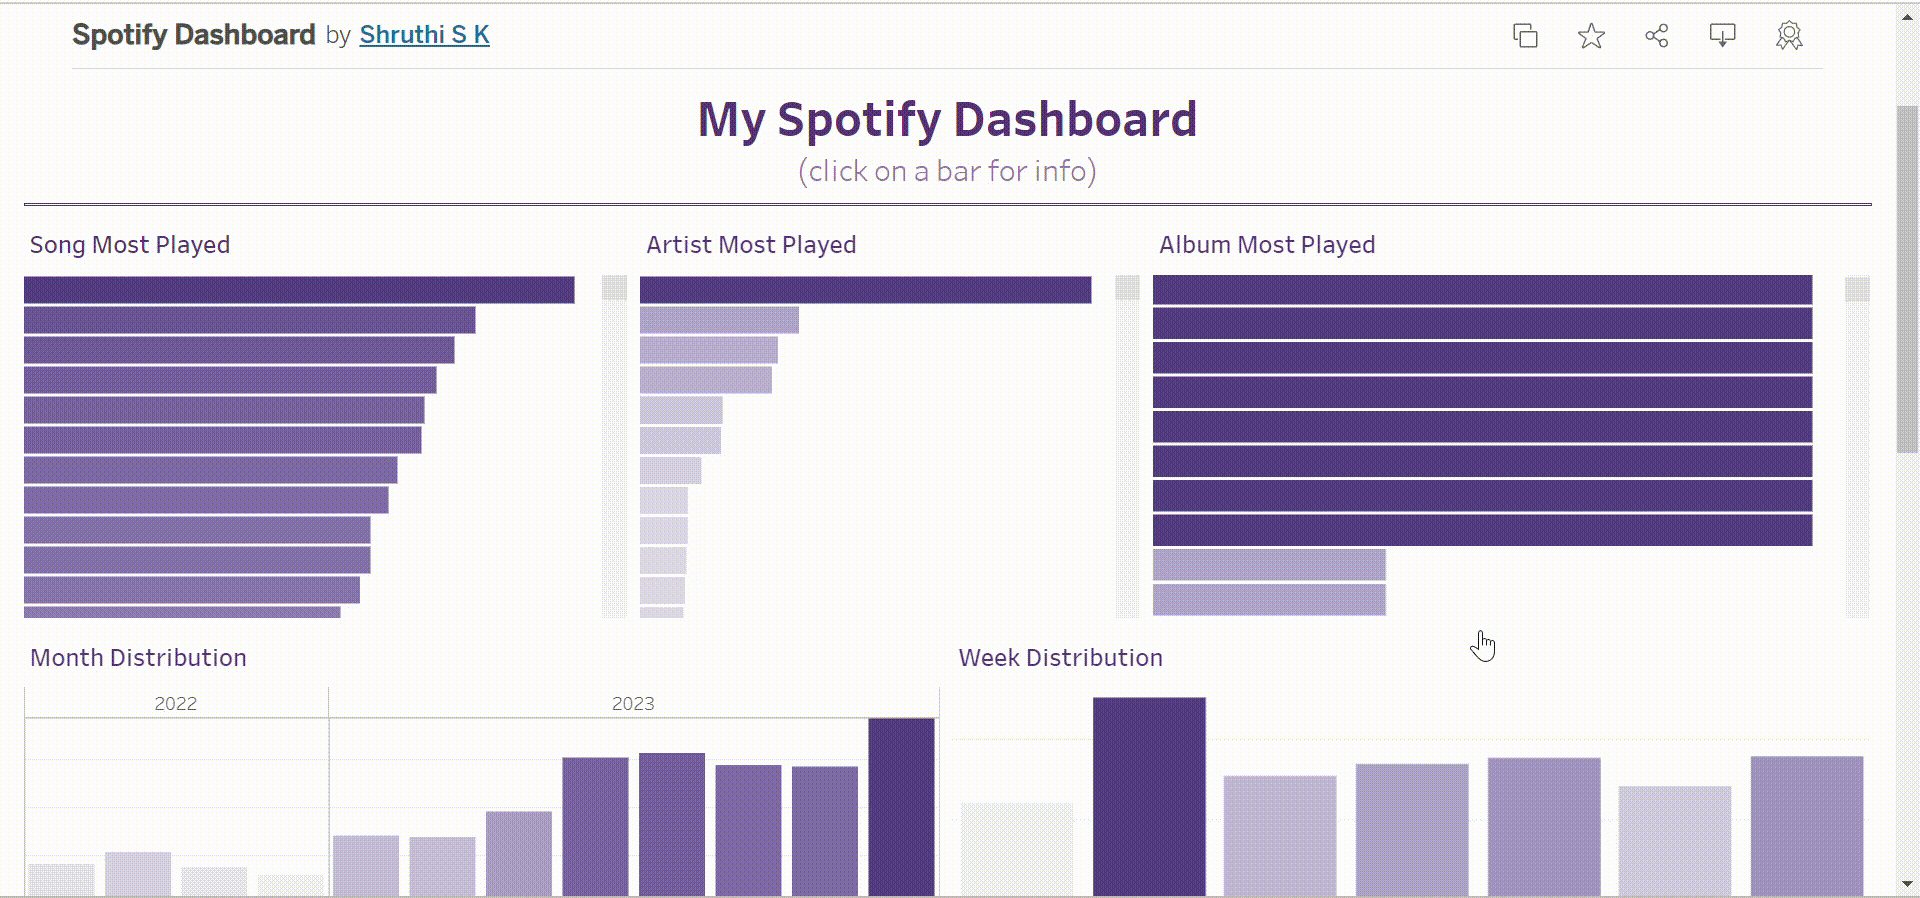 Spotify Dashboard by Shruthi S K
My Spotify Dashboard
(click on a bar for info)
Song Most Played
Artist Most Played
Album Most Played
Month Distribution
Week Distribution
2022
2023